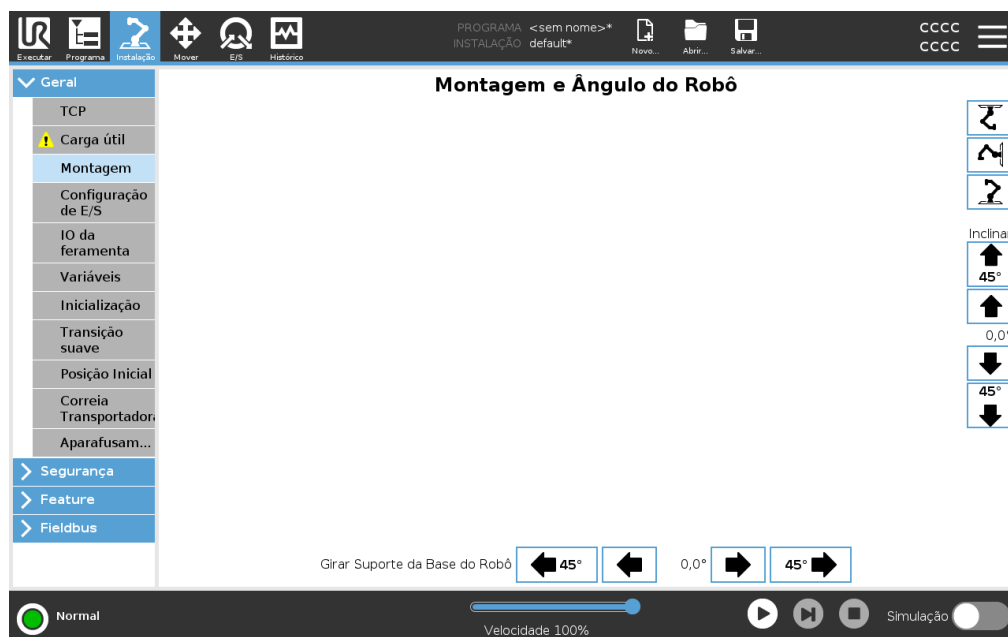 UR
PROGRAMA <sem nome>*
INSTALAÇÃO default*
cccc
cccc
Executar Programa Instalação Mover E/S Histórico Novo... Abrir... Salvar...
Geral
Montagem e Ângulo do Robô
TCP
Carga útil
Montagem
Configuração
de E/S
IO da
feramenta
Variáveis
Inicialização
Transição
suave
Posição Inicial
Correia
Transportadora
Aparafusam...
Segurança
Feature
Fieldbus
Inclinar
45°
0,0°
45°
Girar Suporte da Base do Robô 45° 0,0° 45°
Normal
Velocidade 100%
Simulação